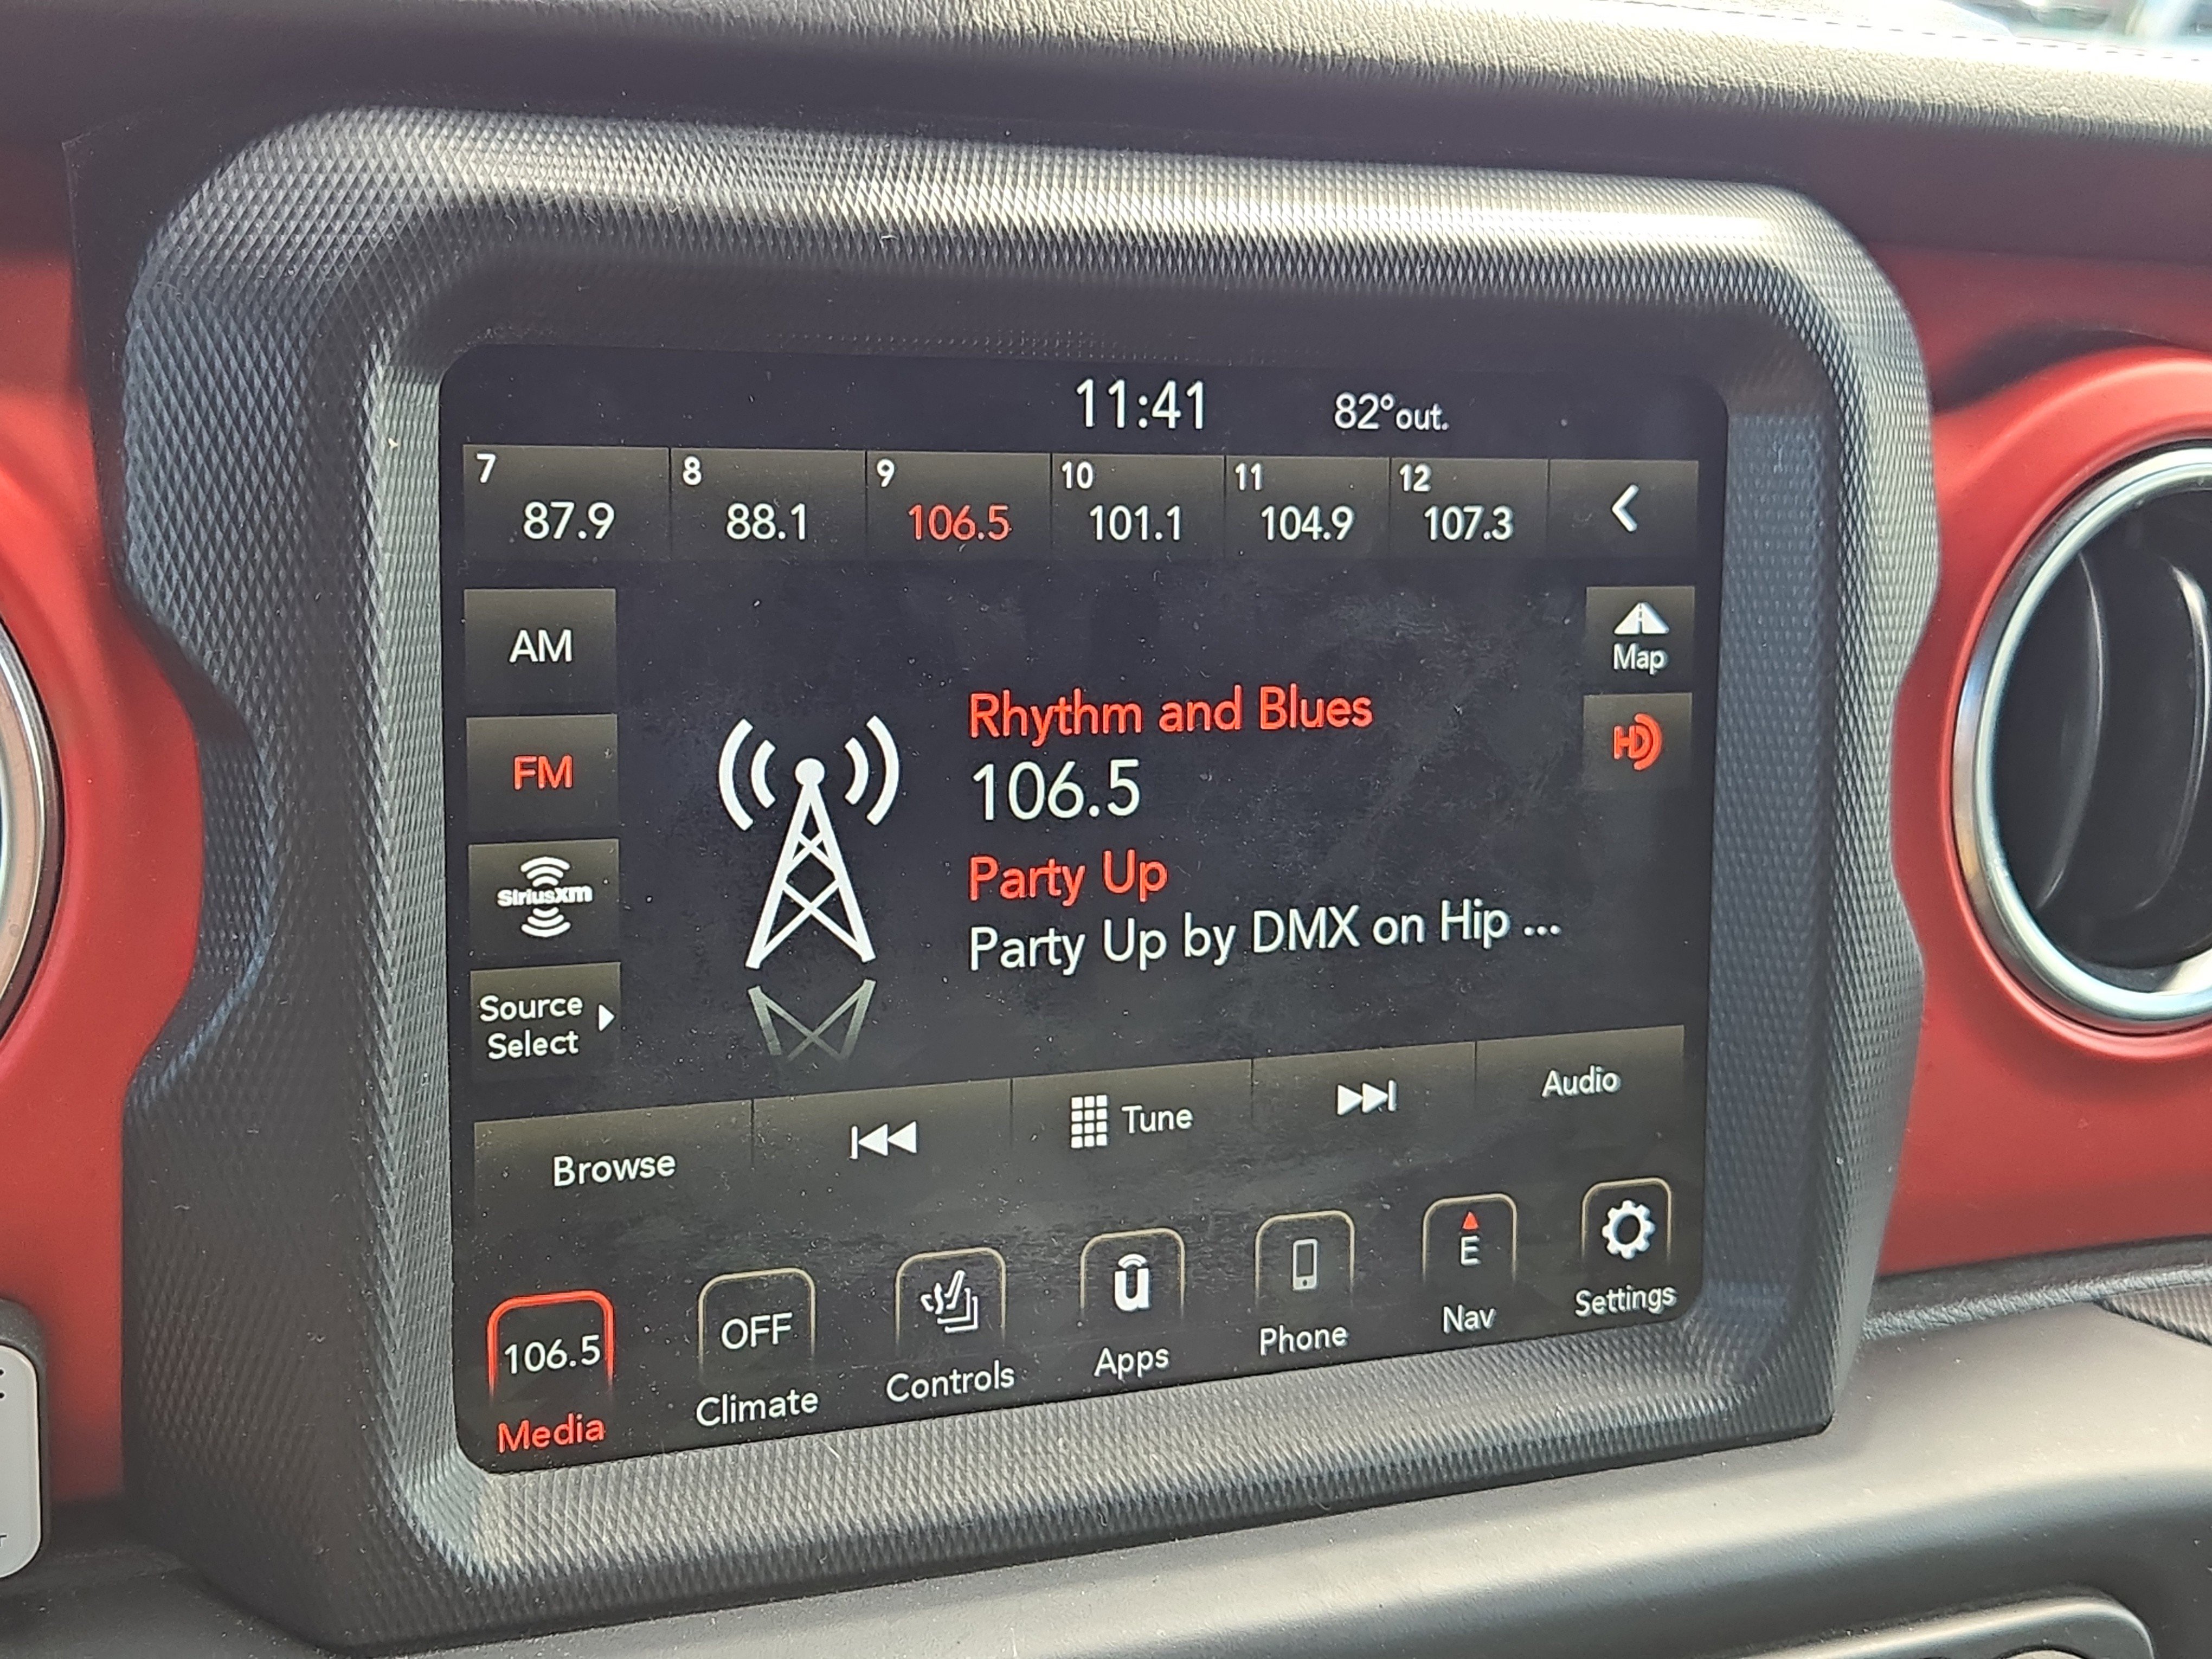 11:41 82°out.
7 8 9 10 11 12
87.9 88.1 106.5 101.1 104.9 107.3
AM
Map
FM
HD
Rhythm and Blues
106.5
SiriusXM
Party Up
Party Up by DMX on Hip ...
Source
Select
Browse Tune Audio
106.5 OFF E
Media Climate Controls Apps Phone Nav Settings